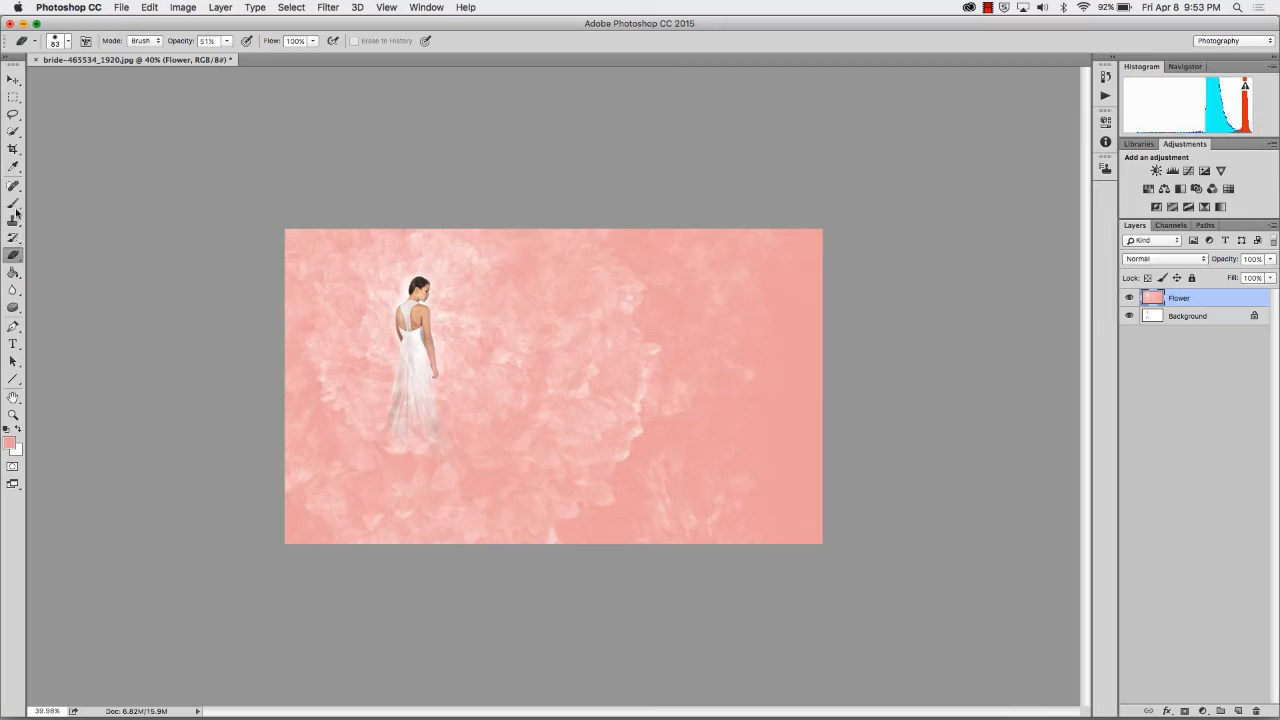 Photoshop CC File Edit Image Layer Type Select Filter 3D View Window Help 92% Fri Apr 8 9:53 PM
Adobe Photoshop CC 2015
83 Mode: Brush Opacity: 51% Flow: 100% Erase to History Photography
× bride-465534_1920.jpg @ 40% (Flower, RGB/8#) *
Histogram Navigator
Libraries Adjustments
Add an adjustment
Layers Channels Paths
Kind
Normal Opacity: 100%
Lock: Fill: 100%
Flower
Background
39.98% Doc: 6.82M/15.9M